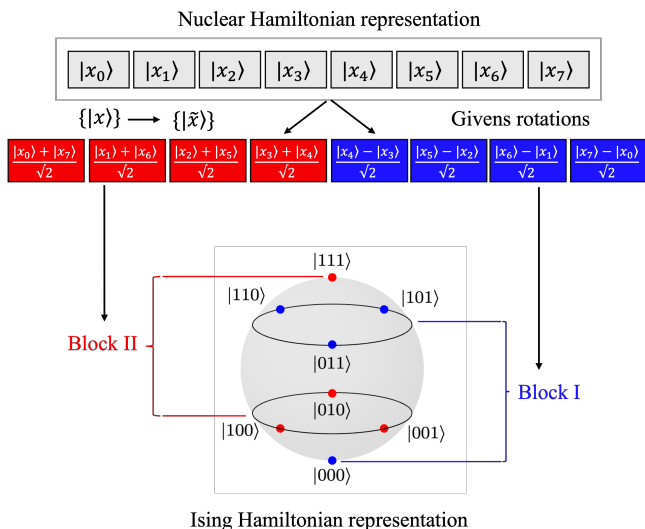 Nuclear Hamiltonian representation
|x₀⟩ |x₁⟩ |x₂⟩ |x₃⟩ |x₄⟩ |x₅⟩ |x₆⟩ |x₇⟩
{|x⟩} → {|x̃⟩} Givens rotations
|x₀⟩ + |x₇⟩ |x₁⟩ + |x₆⟩ |x₂⟩ + |x₅⟩ |x₃⟩ + |x₄⟩ |x₄⟩ − |x₃⟩ |x₅⟩ − |x₂⟩ |x₆⟩ − |x₁⟩ |x₇⟩ − |x₀⟩
√2 √2 √2 √2 √2 √2 √2 √2
|111⟩
|110⟩ |101⟩
Block II
|011⟩
Block I
|010⟩
|100⟩ |001⟩
|000⟩
Ising Hamiltonian representation